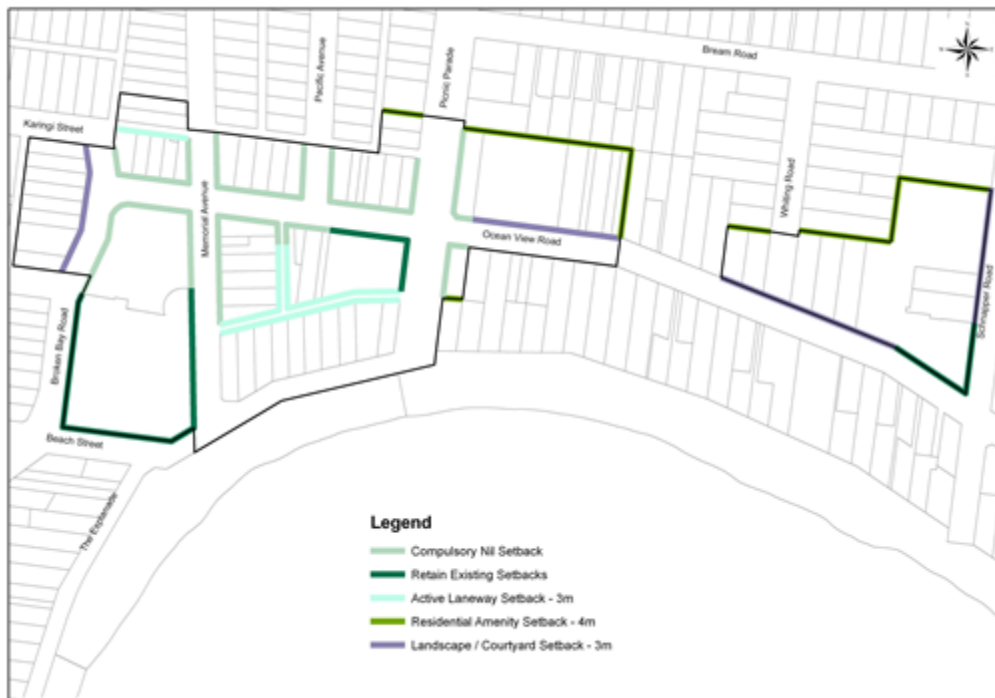 Bream Road
Pacific Avenue
Picnic Parade
Karingi Street
Whiting Road
Memorial Avenue
Ocean View Road
Schnapper Road
Broken Bay Road
Beach Street
The Esplanade
Legend
Compulsory Nil Setback
Retain Existing Setbacks
Active Laneway Setback - 3m
Residential Amenity Setback - 4m
Landscape / Courtyard Setback - 3m